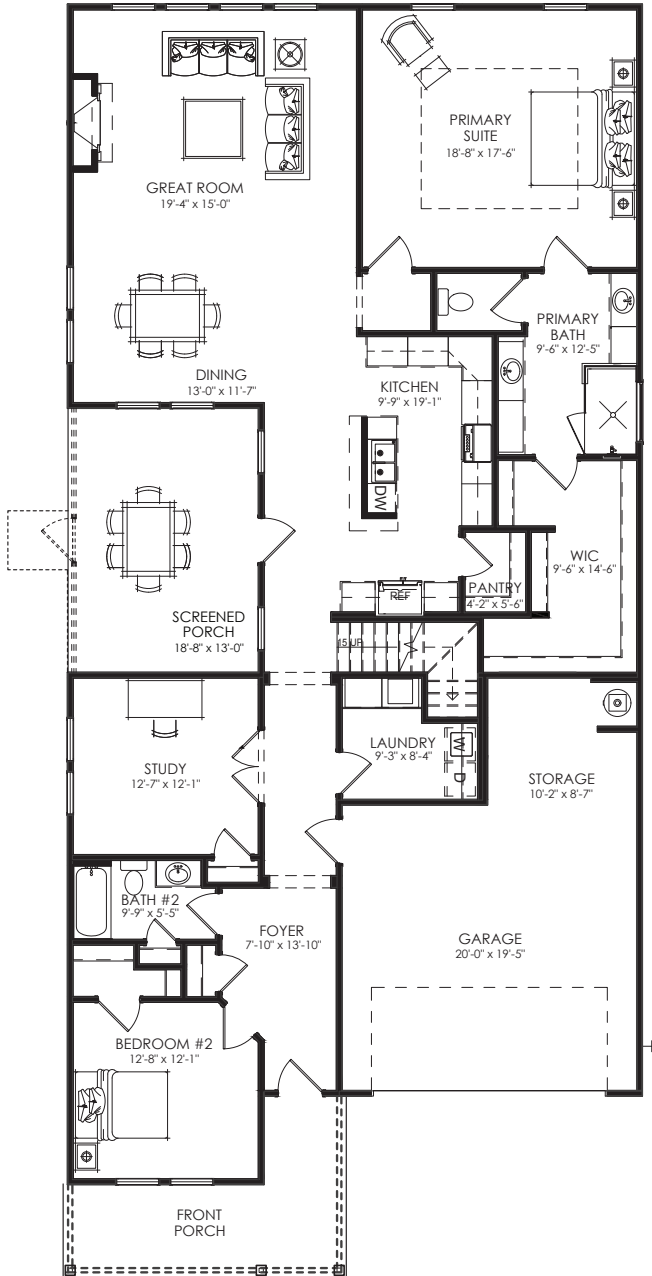 PRIMARY
SUITE
18'-8" x 17'-6"
GREAT ROOM
19'-4" x 15'-0"
PRIMARY
BATH
9'-6" x 12'-5"
DINING
13'-0" x 11'-7"
KITCHEN
9'-9" x 19'-1"
DW
WIC
9'-6" x 14'-6"
PANTRY
4'-2" x 5'-6"
REF
SCREENED
PORCH
18'-8" x 13'-0"
15 UP
LAUNDRY
9'-3" x 8'-4"
W
D
STUDY
12'-7" x 12'-1"
STORAGE
10'-2" x 8'-7"
BATH #2
9'-9" x 5'-5"
FOYER
7'-10" x 13'-10"
GARAGE
20'-0" x 19'-5"
BEDROOM #2
12'-8" x 12'-1"
FRONT
PORCH